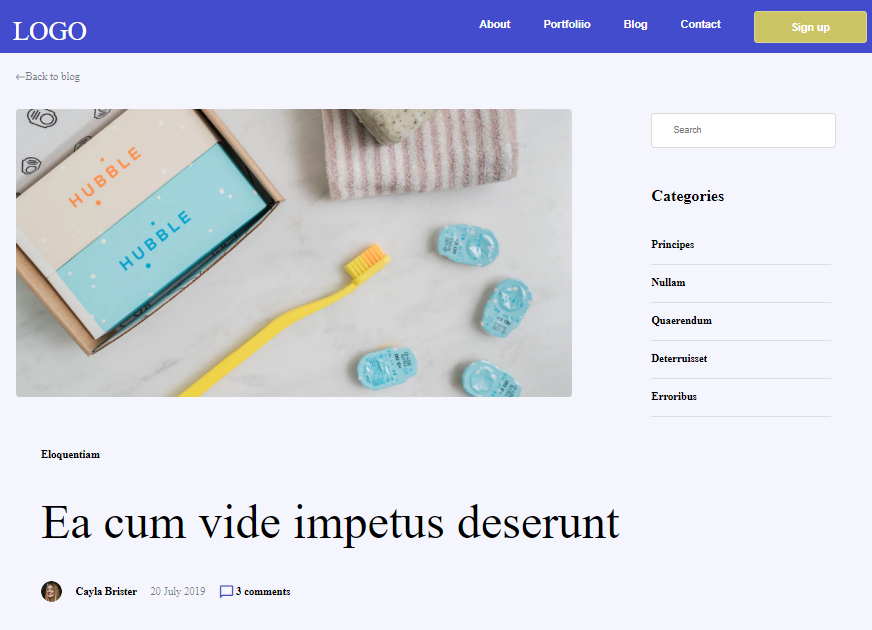 LOGO
About Portfoliio Blog Contact Sign up
←Back to blog
HUBBLE
HUBBLE
Search
Categories
Principes
Nullam
Quaerendum
Deterruisset
Erroribus
Eloquentiam
Ea cum vide impetus deserunt
Cayla Brister 20 July 2019 3 comments